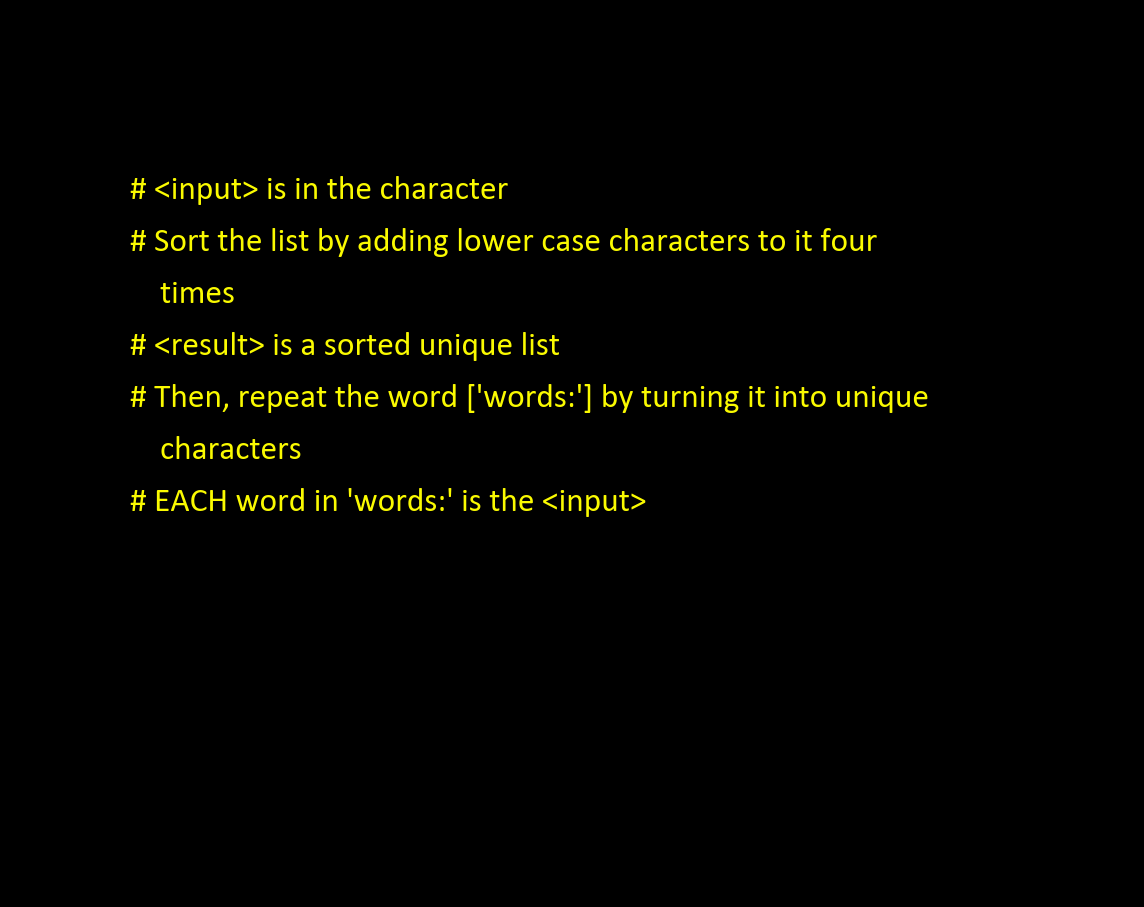 # <input> is in the character
# Sort the list by adding lower case characters to it four
times
# <result> is a sorted unique list
# Then, repeat the word ['words:'] by turning it into unique
characters
# EACH word in 'words:' is the <input>